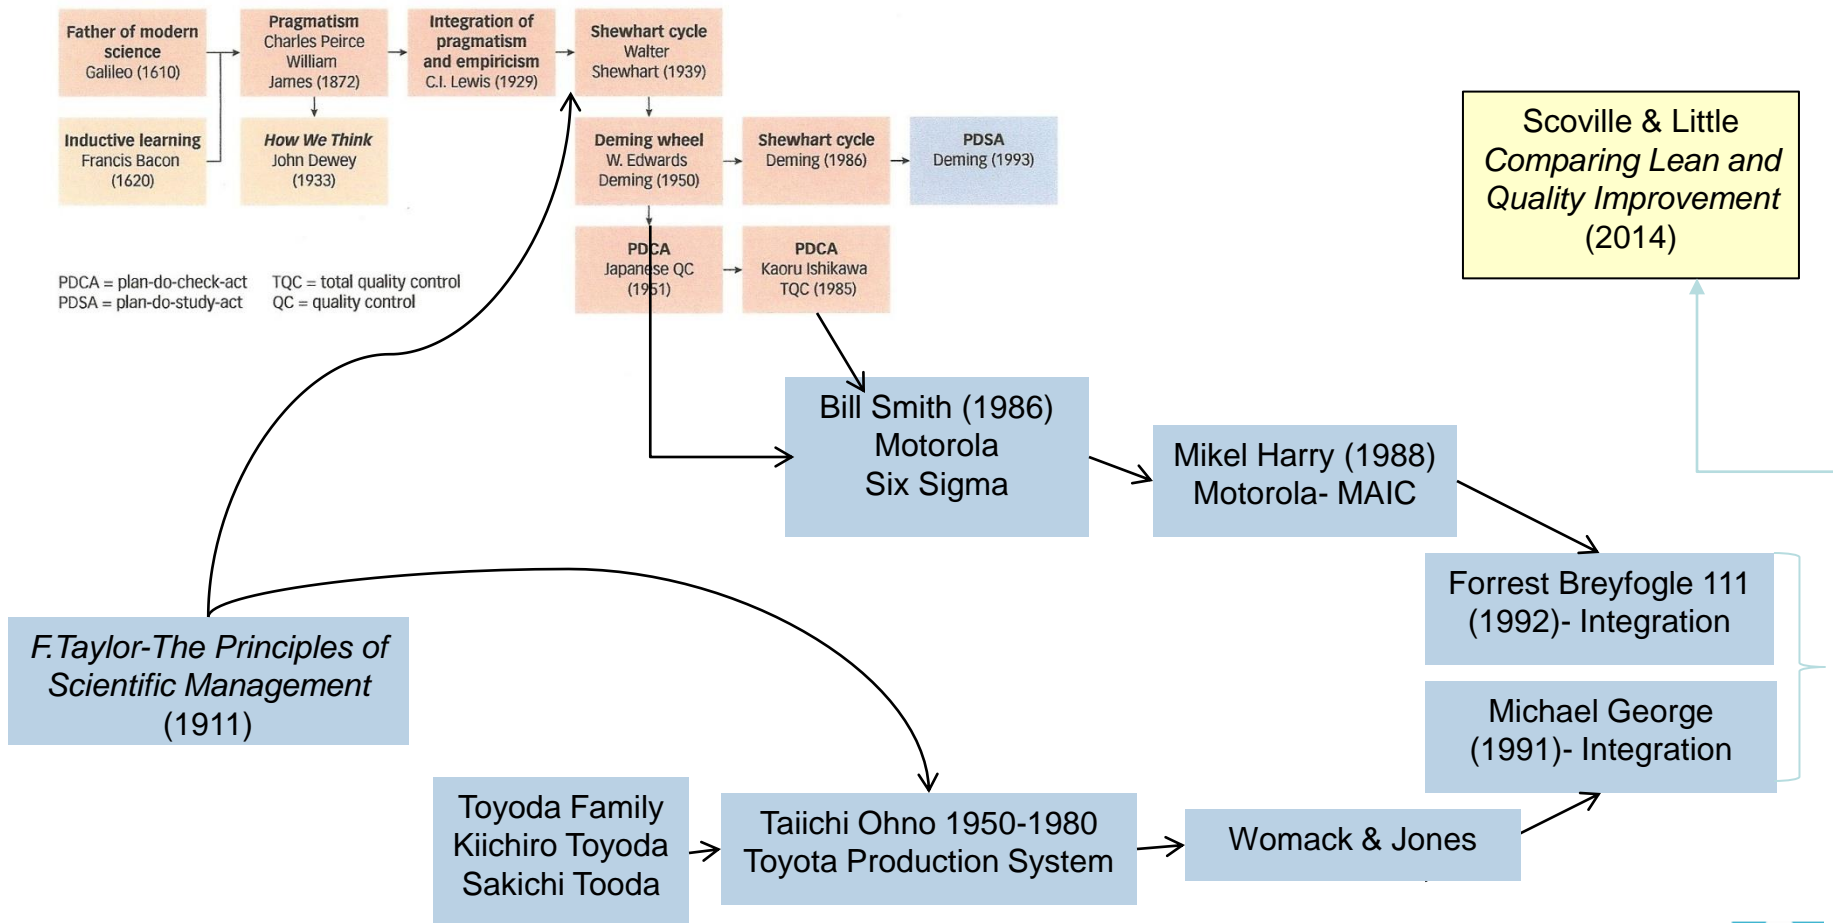 Father of modern
science
Galileo (1610)
Pragmatism
Charles Peirce
William
James (1872)
Integration of
pragmatism
and empiricism
C.I. Lewis (1929)
Shewhart cycle
Walter
Shewhart (1939)
Inductive learning
Francis Bacon
(1620)
How We Think
John Dewey
(1933)
Deming wheel
W. Edwards
Deming (1950)
Shewhart cycle
Deming (1986)
PDSA
Deming (1993)
PDCA
Japanese QC
(1951)
PDCA
Kaoru Ishikawa
TQC (1985)
PDCA = plan-do-check-act
TQC = total quality control
PDSA = plan-do-study-act
QC = quality control
Scoville & Little
Comparing Lean and
Quality Improvement
(2014)
Bill Smith (1986)
Motorola
Six Sigma
Mikel Harry (1988)
Motorola- MAIC
Forrest Breyfogle 111
(1992)- Integration
F.Taylor-The Principles of
Scientific Management
(1911)
Michael George
(1991)- Integration
Toyoda Family
Kiichiro Toyoda
Sakichi Tooda
Taiichi Ohno 1950-1980
Toyota Production System
Womack & Jones